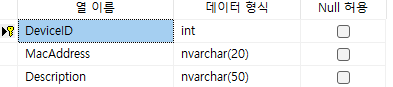 열 이름 데이터 형식 Null 허용
DeviceID int
MacAddress nvarchar(20)
Description nvarchar(50)